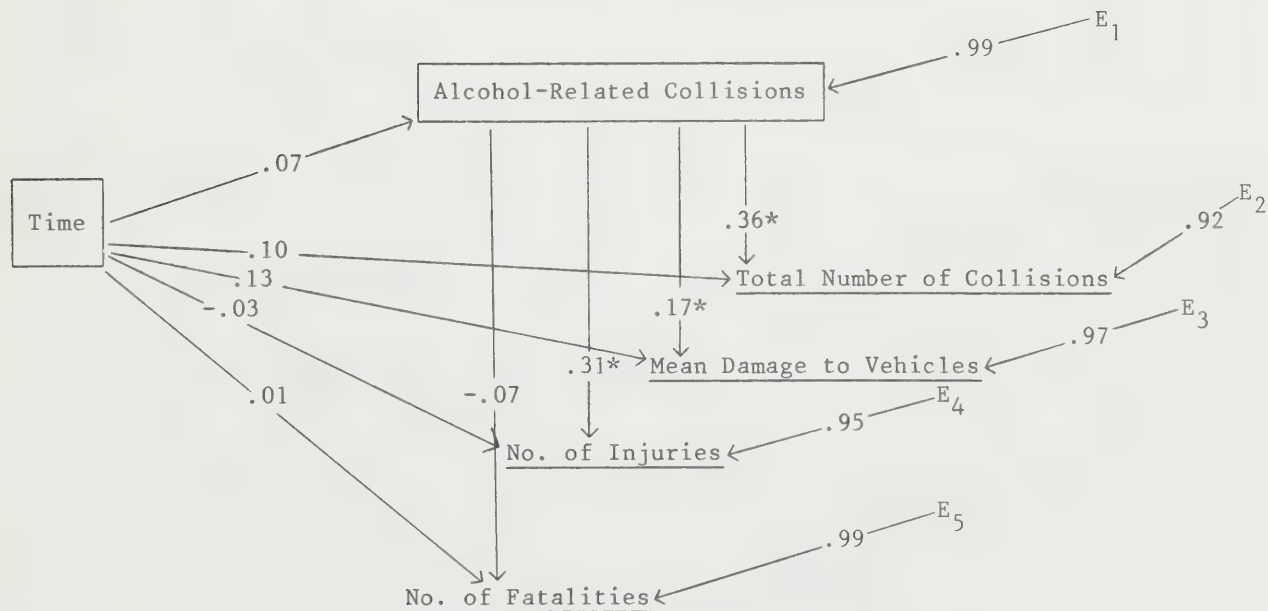 E1
.99
Alcohol-Related Collisions
.07
Time
.36*
.92
E2
.10
Total Number of Collisions
.13
-.03
.17*
.97
E3
Mean Damage to Vehicles
.31*
.01
-.07
.95
E4
No. of Injuries
E5
.99
No. of Fatalities